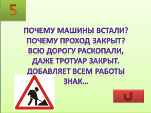 5
ПОЧЕМУ МАШИНЫ ВСТАЛИ?
ПОЧЕМУ ПРОХОД ЗАКРЫТ?
ВСЮ ДОРОГУ РАСКОПАЛИ,
ДАЖЕ ТРОТУАР ЗАКРЫТ.
ДОБАВЛЯЕТ ВСЕМ РАБОТЫ
ЗНАК…